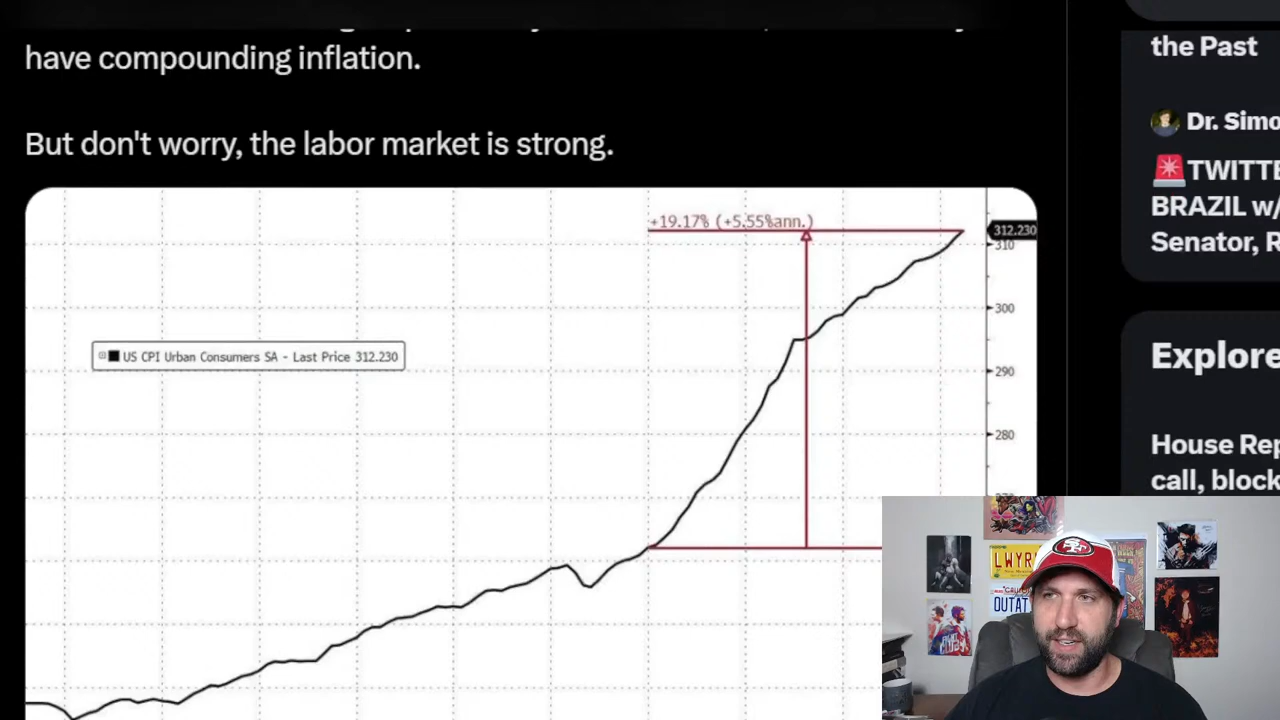 have compounding inflation.
But don't worry, the labor market is strong.
+19.17% (+5.55%ann.)
312.230
310
300
290
280
US CPI Urban Consumers SA - Last Price 312.230
the Past
Dr. Simo
🚨TWITTE
BRAZIL w/
Senator, R
Explore
House Rep
call, block
LWYR
OUTAT